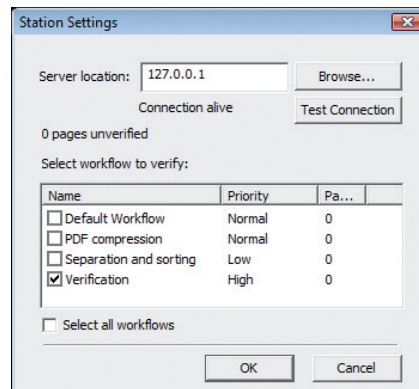 Station Settings
Server location: 127.0.0.1 Browse...
Connection alive Test Connection
0 pages unverified
Select workflow to verify:
Name Priority Pa...
Default Workflow Normal 0
PDF compression Normal 0
Separation and sorting Low 0
Verification High 0
Select all workflows
OK Cancel